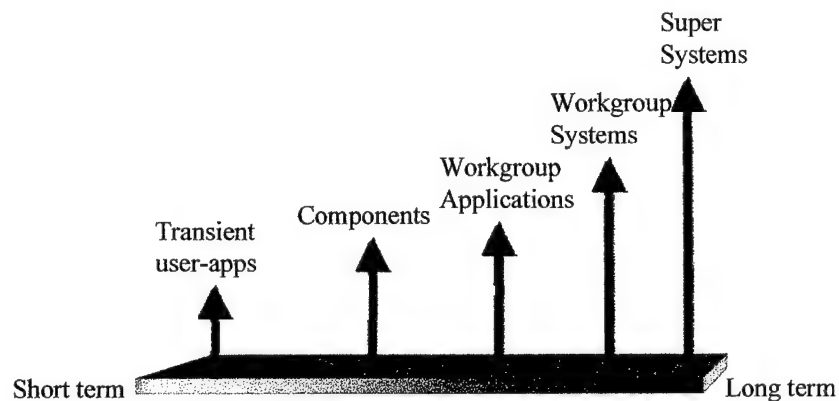 Super
Systems
Workgroup
Systems
Workgroup
Applications
Components
Transient
user-apps
Short term
Long term